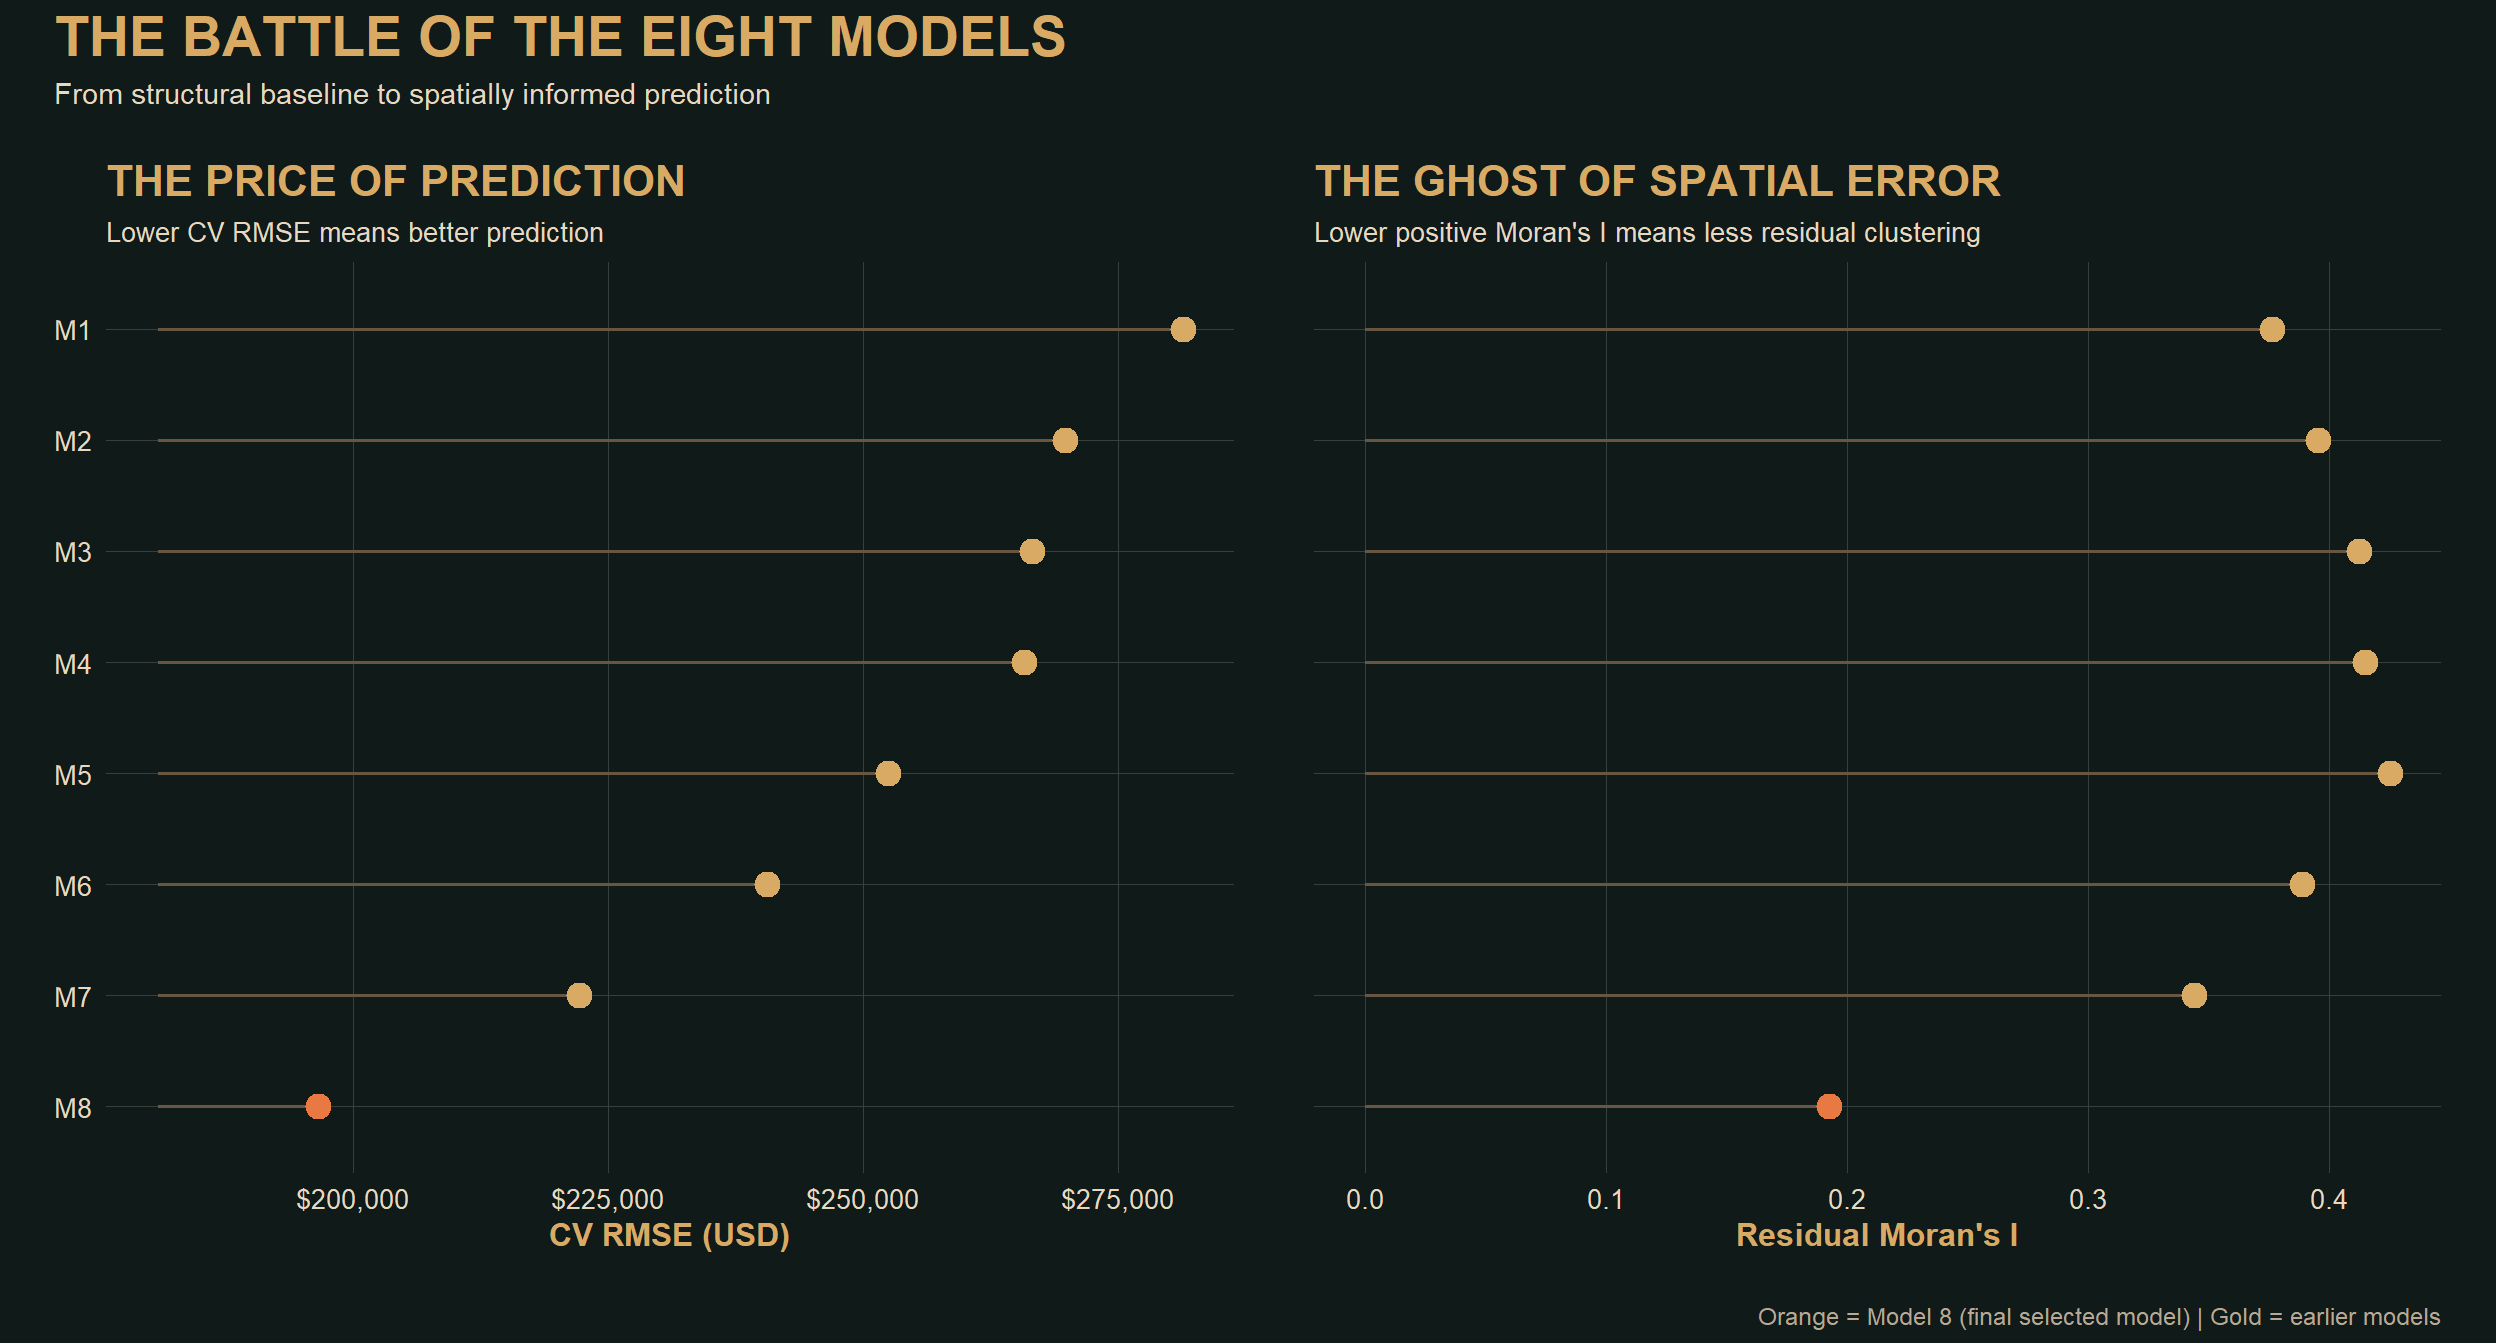 THE BATTLE OF THE EIGHT MODELS
From structural baseline to spatially informed prediction
THE PRICE OF PREDICTION
Lower CV RMSE means better prediction
M1
M2
M3
M4
M5
M6
M7
M8
$200,000 $225,000 $250,000 $275,000
CV RMSE (USD)
THE GHOST OF SPATIAL ERROR
Lower positive Moran's I means less residual clustering
0.0 0.1 0.2 0.3 0.4
Residual Moran's I
Orange = Model 8 (final selected model) | Gold = earlier models